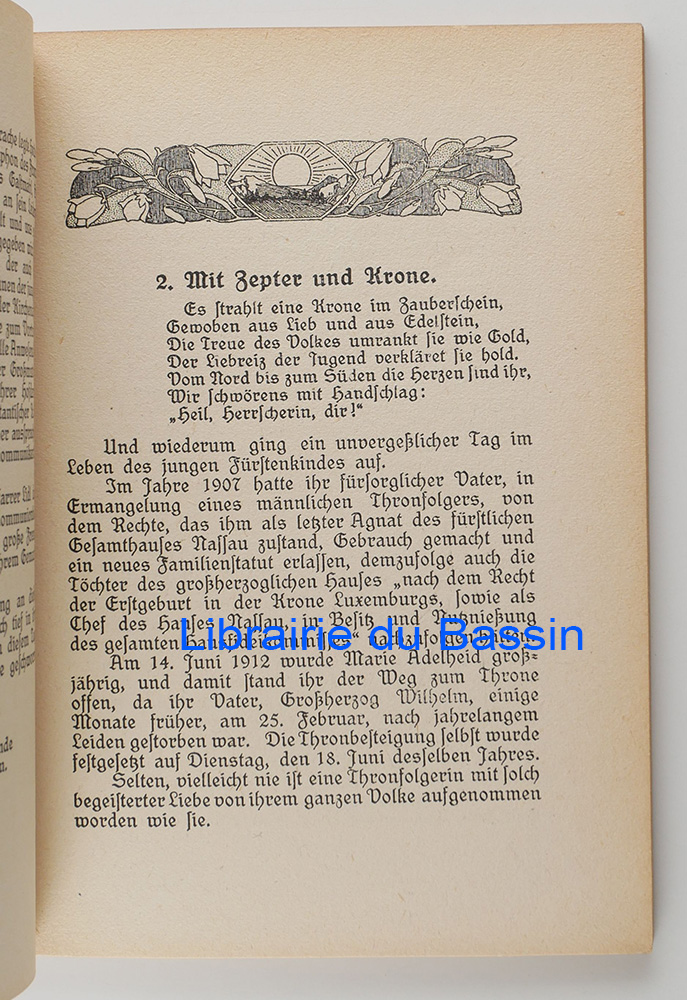 2. Mit Zepter und Krone.
Es strahlt eine Krone im Zauberschein,
Gewoben aus Lieb und aus Edelstein,
Die Treue des Volkes umrankt sie wie Gold,
Der Liebreiz der Jugend verkläret sie hold.
Vom Nord bis zum Süden die Herzen sind ihr,
Wir schwörens mit Handschlag:
„Heil, Herrscherin, dir!"
Und wiederum ging ein unvergeßlicher Tag im
Leben des jungen Fürstenkindes auf.
Im Jahre 1907 hatte ihr fürsorglicher Vater, in
Ermangelung eines männlichen Thronfolgers, von
dem Rechte, das ihm als letzter Agnat des fürstlichen
Gesamthauses Nassau zustand, Gebrauch gemacht und
ein neues Familienstatut erlassen, demzufolge auch die
Töchter des großherzoglichen Hauses „nach dem Recht
der Erstgeburt in der Krone Luxemburgs, sowie als
Chef des Hauses Nassau, in Besitz und Nutznießung
des gesamten Hausfideikommisses" nachzufolgen hätten.
Librairie du Bassin
Am 14. Juni 1912 wurde Marie Adelheid groß-
jährig, und damit stand ihr der Weg zum Throne
offen, da ihr Vater, Großherzog Wilhelm, einige
Monate früher, am 25. Februar, nach jahrelangem
Leiden gestorben war. Die Thronbesteigung selbst wurde
festgesetzt auf Dienstag, den 18. Juni desselben Jahres.
Selten, vielleicht nie ist eine Thronfolgerin mit solch
begeisterter Liebe von ihrem ganzen Volke aufgenommen
worden wie sie.